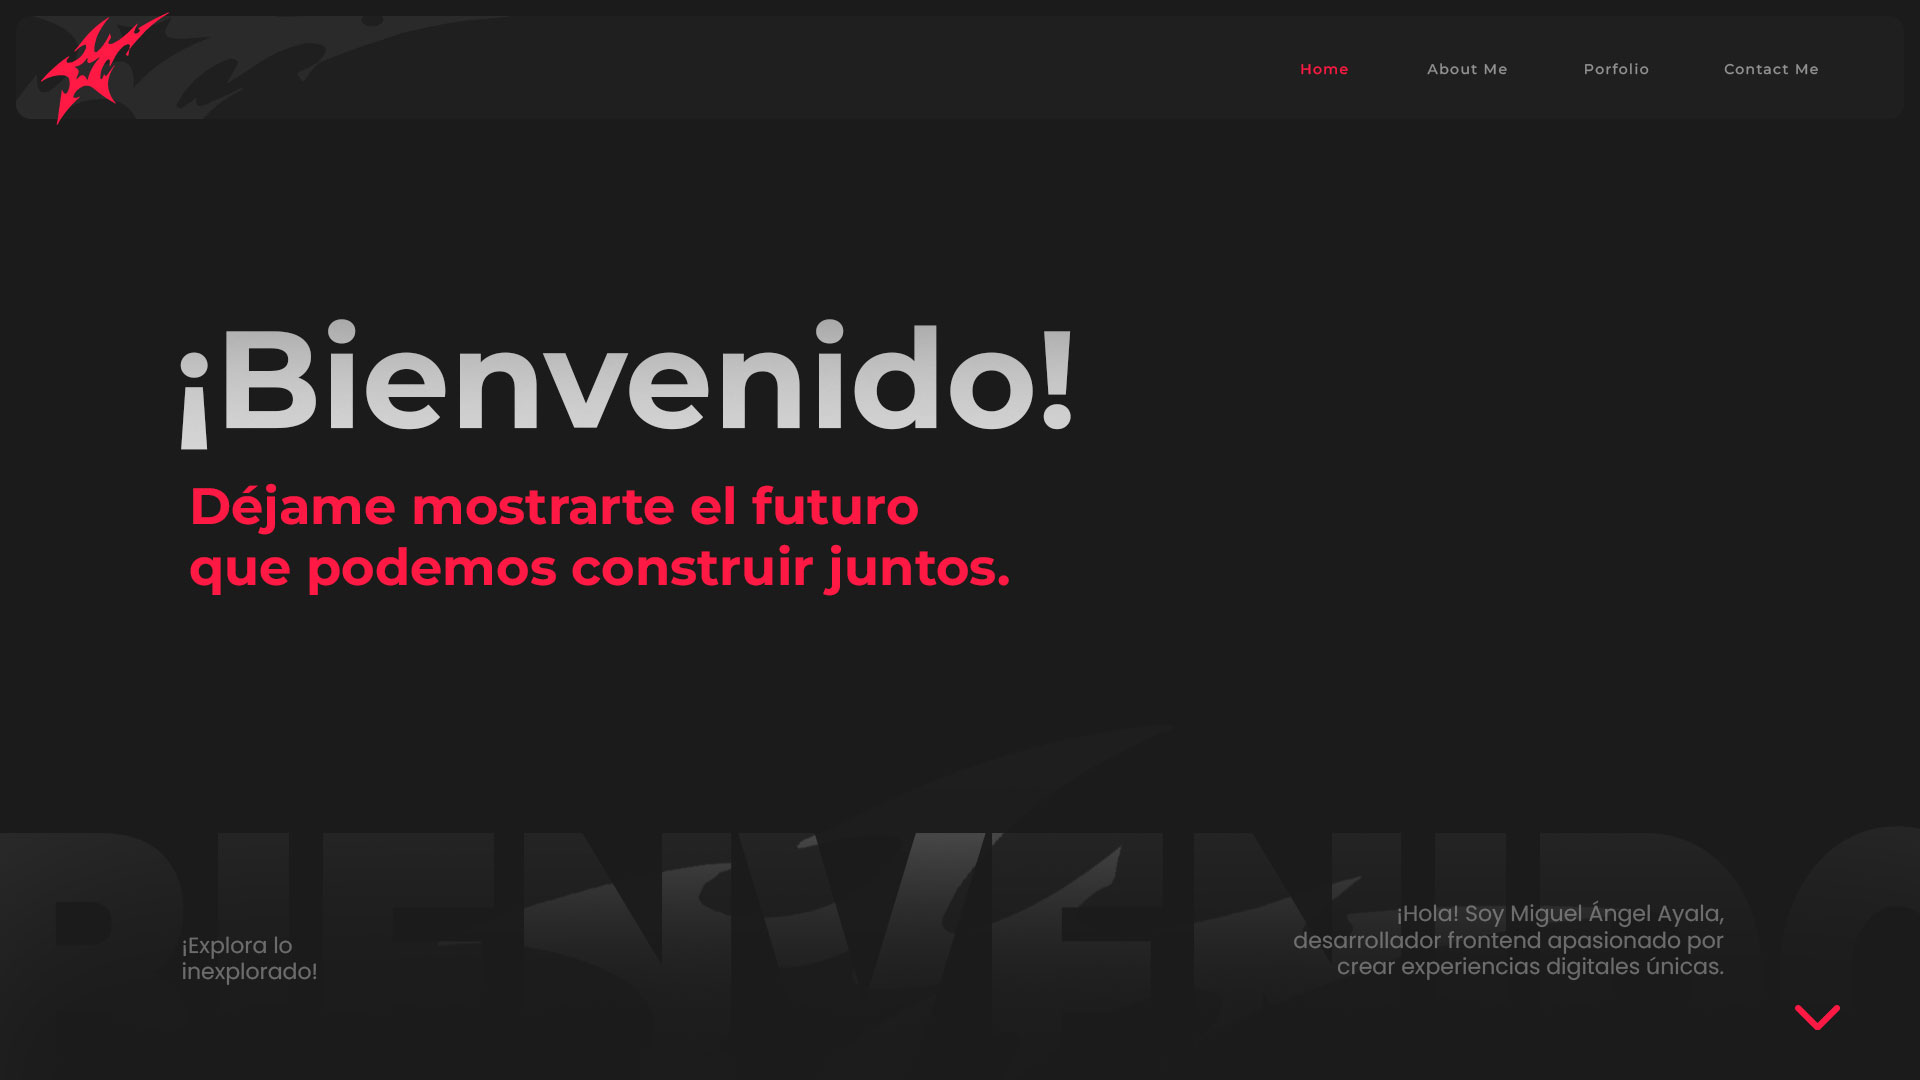 Home
About Me
Porfolio
Contact Me
¡Bienvenido!
Déjame mostrarte el futuro
que podemos construir juntos.
BIENVENIDO
¡Explora lo
inexplorado!
¡Hola! Soy Miguel Ángel Ayala,
desarrollador frontend apasionado por
crear experiencias digitales únicas.